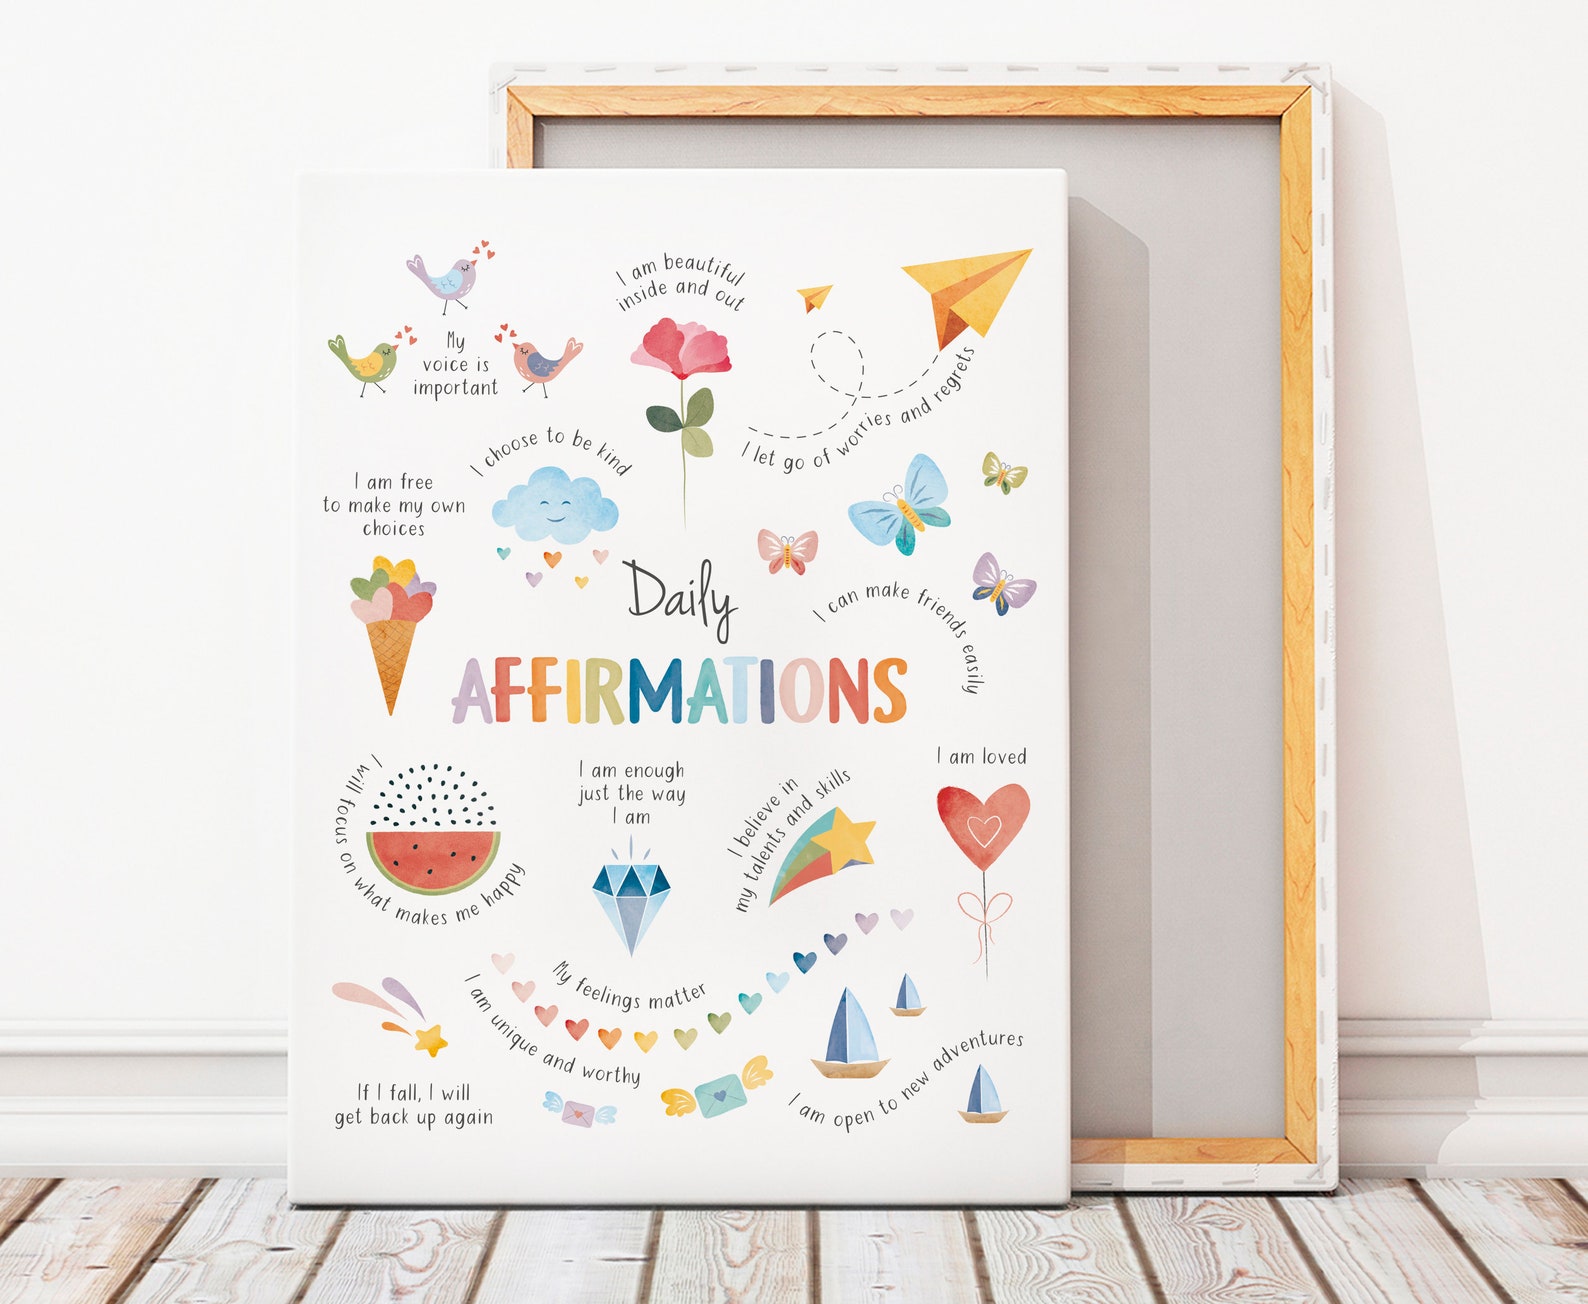 My
voice is
important
I am beautiful
inside and out
I let go of worries and regrets
I choose to be kind
I am free
to make my own
choices
I can make friends easily
Daily
AFFIRMATIONS
I will focus on what makes me happy
I am enough
just the way
I am
I believe in
my talents and skills
I am loved
My feelings matter
I am unique and worthy
If I fall, I will
get back up again
I am open to new adventures